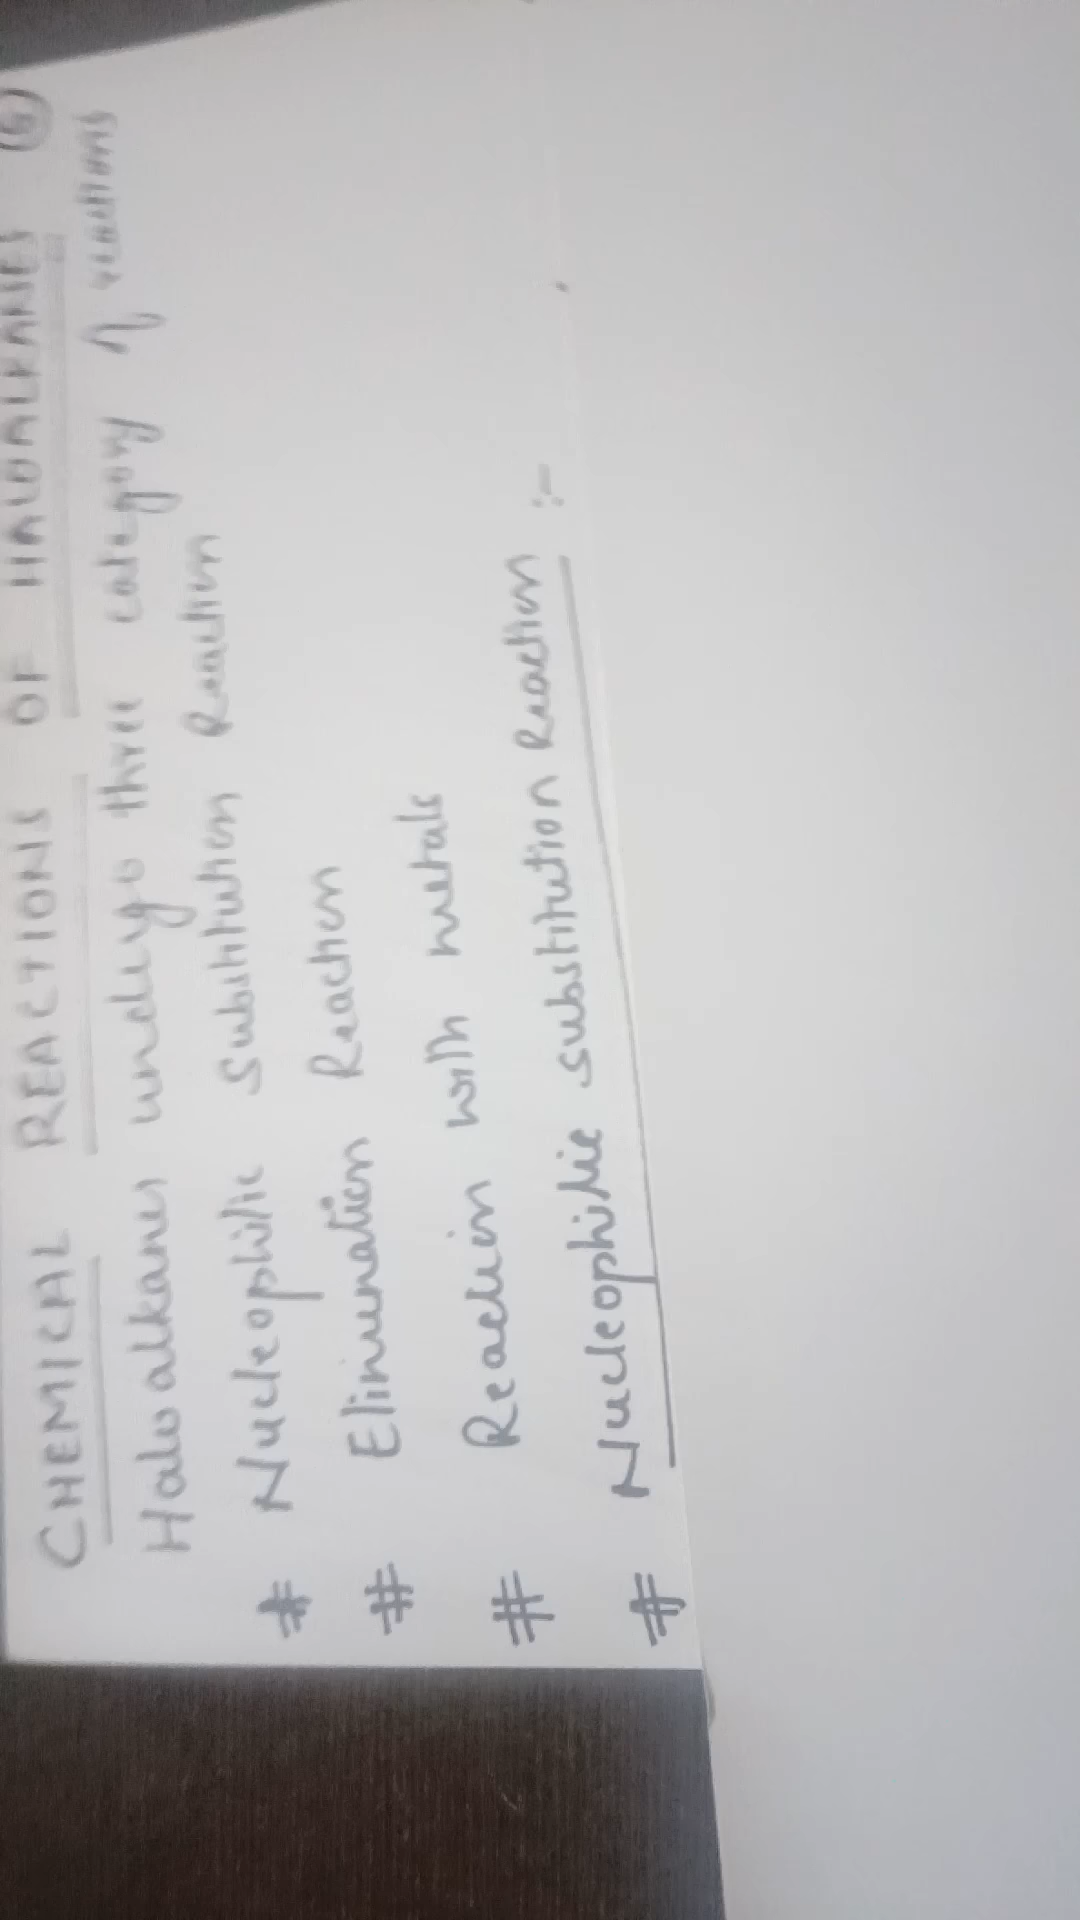 CHEMICAL REACTIONS OF HALOALKANES (6)
Haloalkanes undergo three category of reactions
# Nucleophilic substitution Reaction
# Elimination Reaction
# Reaction with metals
# Nucleophilic substitution Reaction :-